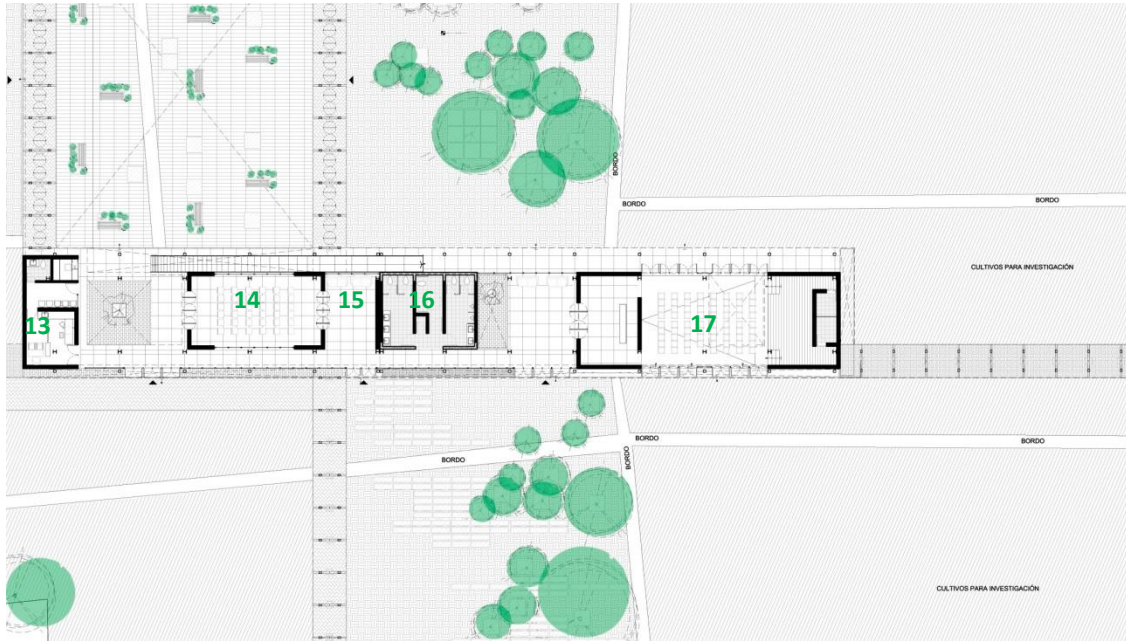 BORDO
BORDO
BORDO
CULTIVOS PARA INVESTIGACIÓN
13
14
15
16
17
BORDO
BORDO
BORDO
BORDO
CULTIVOS PARA INVESTIGACIÓN